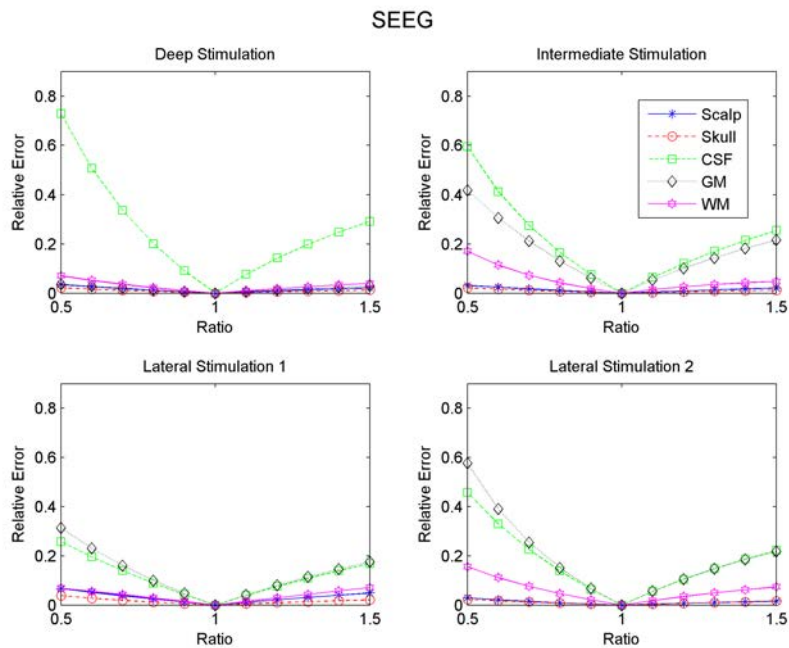 SEEG
Deep Stimulation
Relative Error
0.8
0.6
0.4
0.2
0
0.5
1
1.5
Ratio
Intermediate Stimulation
Relative Error
0.8
0.6
0.4
0.2
0
0.5
1
1.5
Ratio
Scalp
Skull
CSF
GM
WM
Lateral Stimulation 1
Relative Error
0.8
0.6
0.4
0.2
0
0.5
1
1.5
Ratio
Lateral Stimulation 2
Relative Error
0.8
0.6
0.4
0.2
0
0.5
1
1.5
Ratio